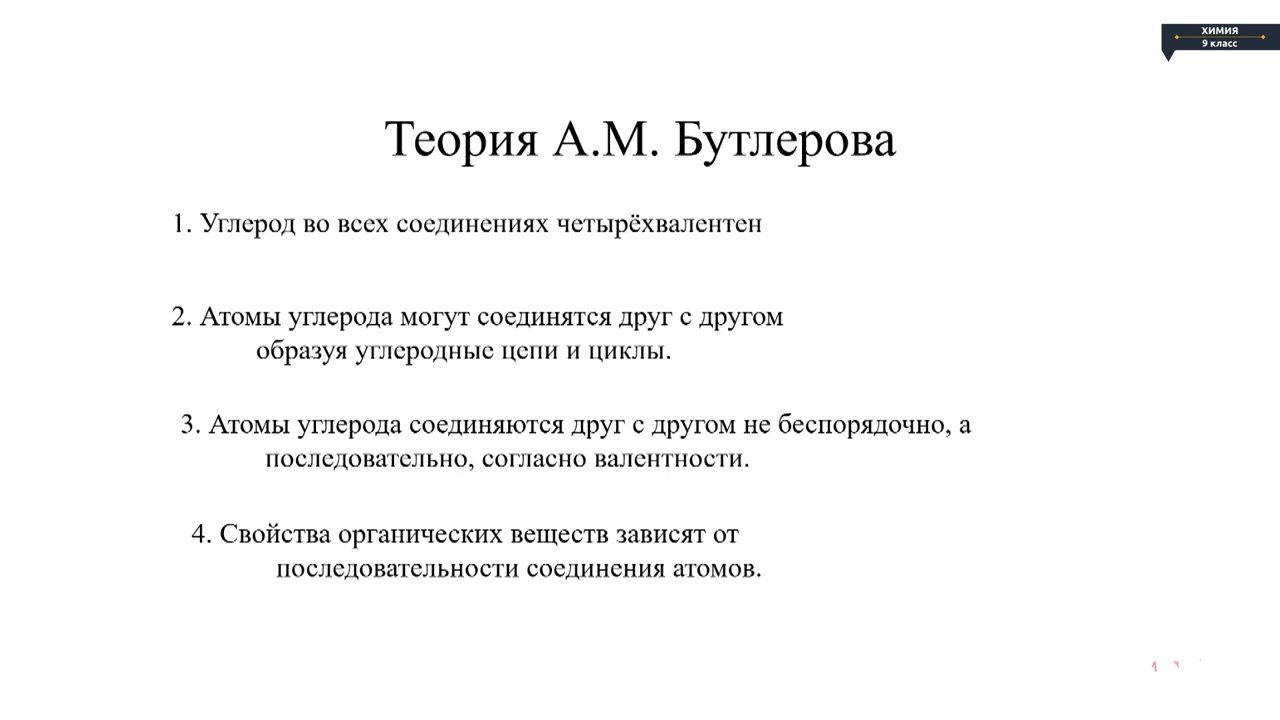 ХИМИЯ
9 класс
Теория А.М. Бутлерова
1. Углерод во всех соединениях четырёхвалентен
2. Атомы углерода могут соединятся друг с другом
образуя углеродные цепи и циклы.
3. Атомы углерода соединяются друг с другом не беспорядочно, а
последовательно, согласно валентности.
4. Свойства органических веществ зависят от
последовательности соединения атомов.